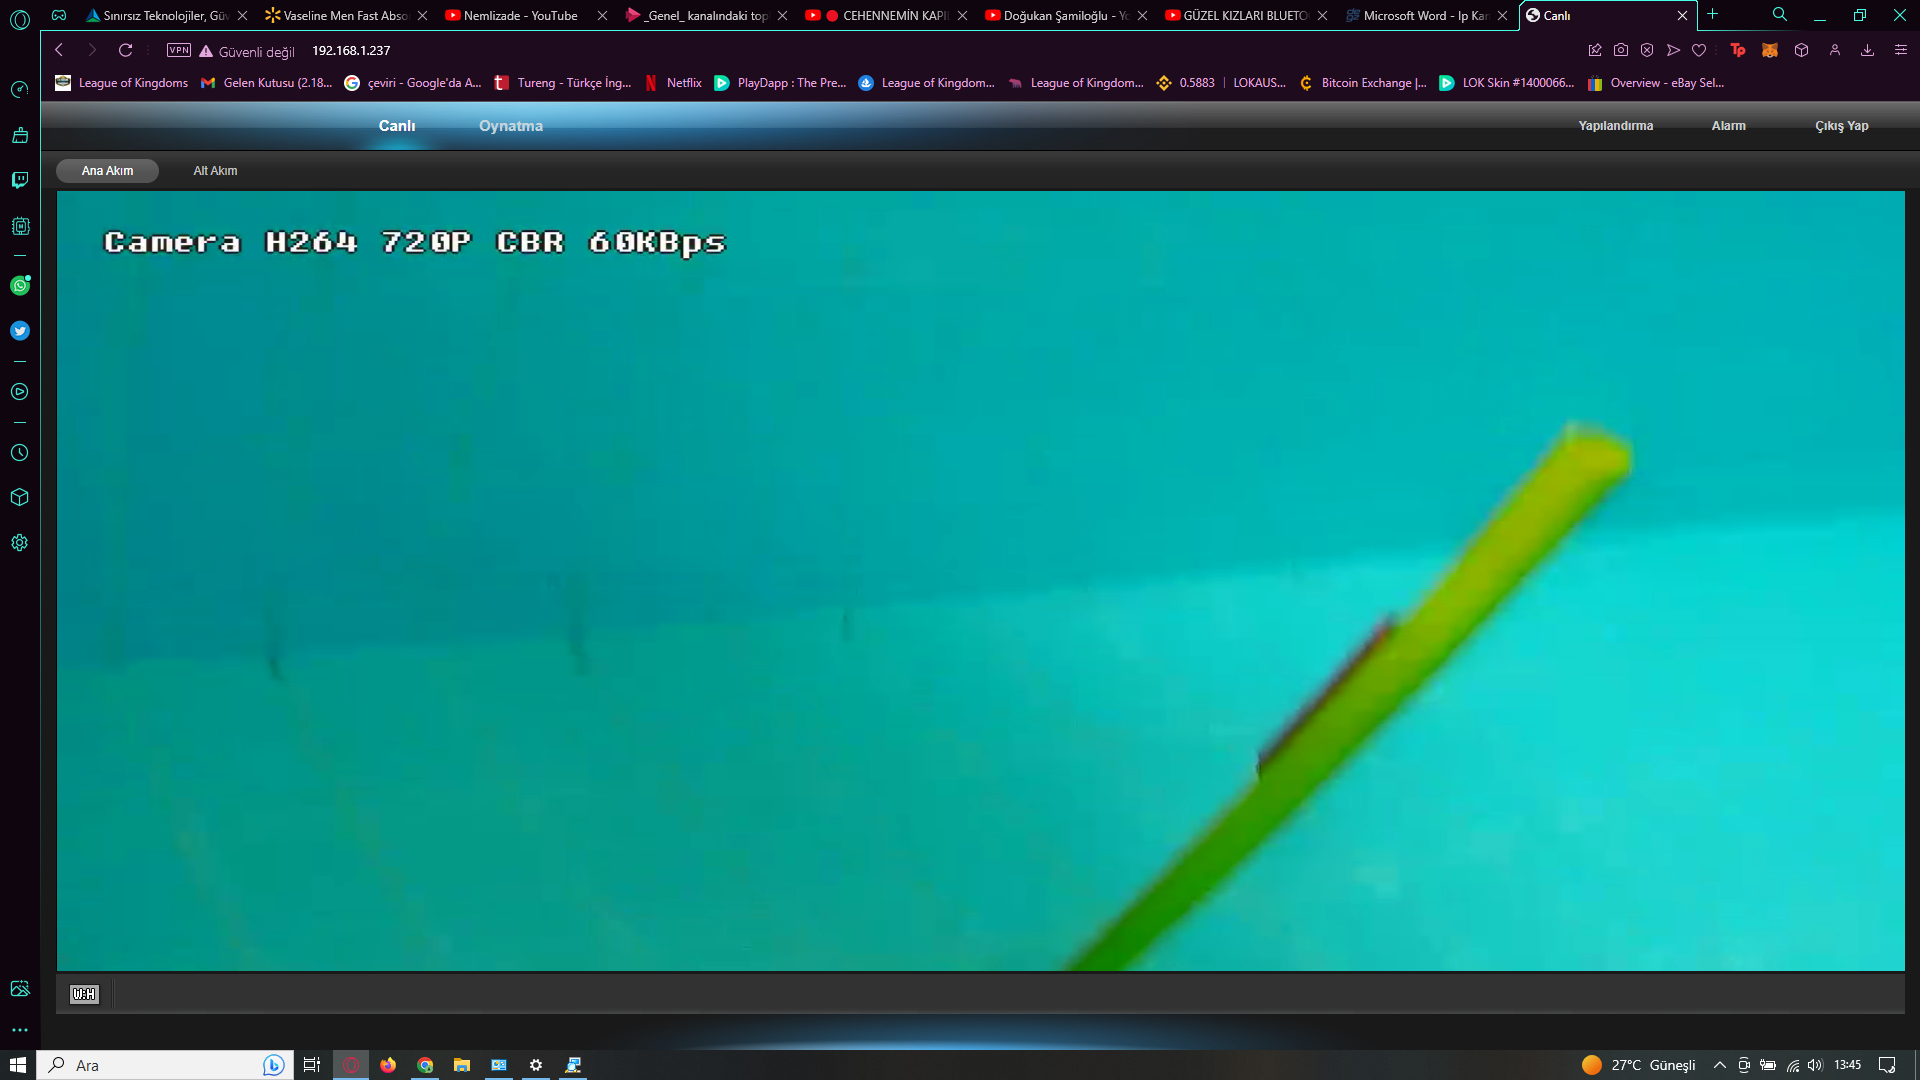 Sınırsız Teknolojiler, Gü
Vaseline Men Fast Abso
Nemlizade - YouTube
_Genel_ kanalındaki top
CEHENNEMİN KAPI
Doğukan Şamiloğlu - Yo
GÜZEL KIZLARI BLUETO
Microsoft Word - Ip Kam
Canlı
VPN
Güvenli değil
192.168.1.237
Tp
League of Kingdoms
Gelen Kutusu (2.18...
çeviri - Google'da A...
Tureng - Türkçe İng...
Netflix
PlayDapp : The Pre...
League of Kingdom...
League of Kingdom...
0.5883 | LOKAUS...
Bitcoin Exchange |...
LOK Skin #1400066...
Overview - eBay Sel...
Canlı
Oynatma
Yapılandırma
Alarm
Çıkış Yap
Ana Akım
Alt Akım
Camera H264 720P CBR 60KBps
W:H
Ara
27°C Güneşli
13:45